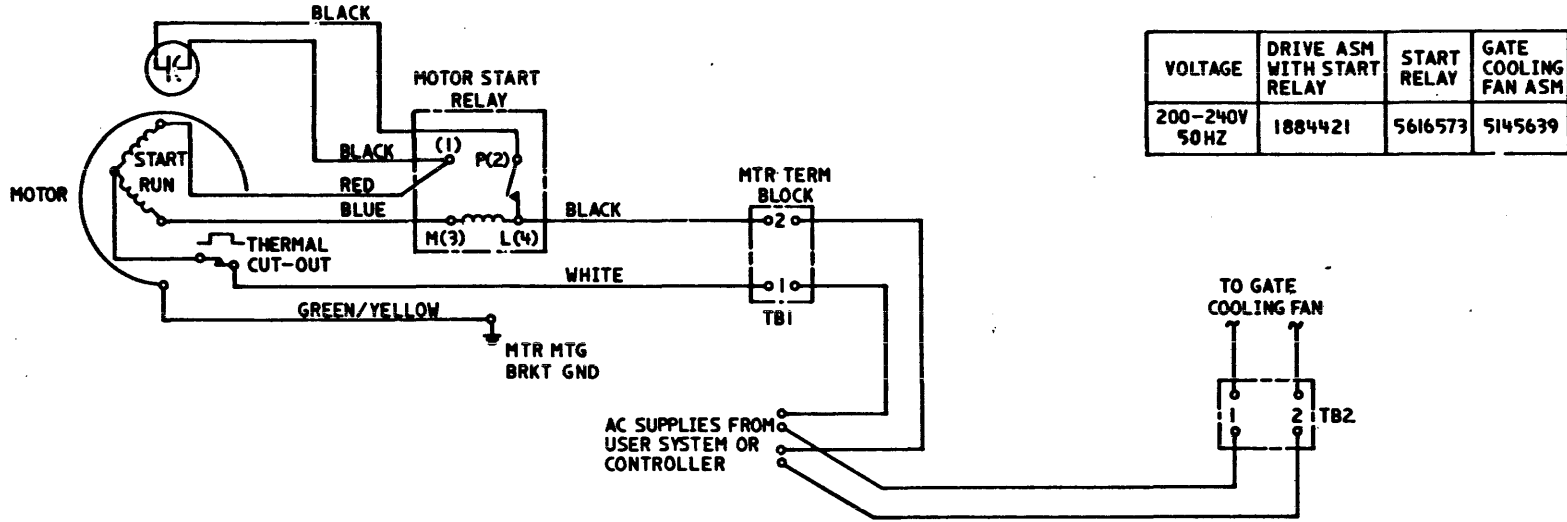 BLACK
MOTOR START
RELAY
(1)
P(2)
BLACK
START
RUN
RED
MOTOR
BLUE
M(3)
L(4)
BLACK
THERMAL
CUT-OUT
WHITE
GREEN/YELLOW
MTR MTG
BRKT GND
MTR TERM
BLOCK
2
1
TB1
AC SUPPLIES FROM
USER SYSTEM OR
CONTROLLER
VOLTAGE
DRIVE ASM
WITH START
RELAY
START
RELAY
GATE
COOLING
FAN ASM
200-240V
50HZ
1884421
5616573
5145639
TO GATE
COOLING FAN
1 2 TB2